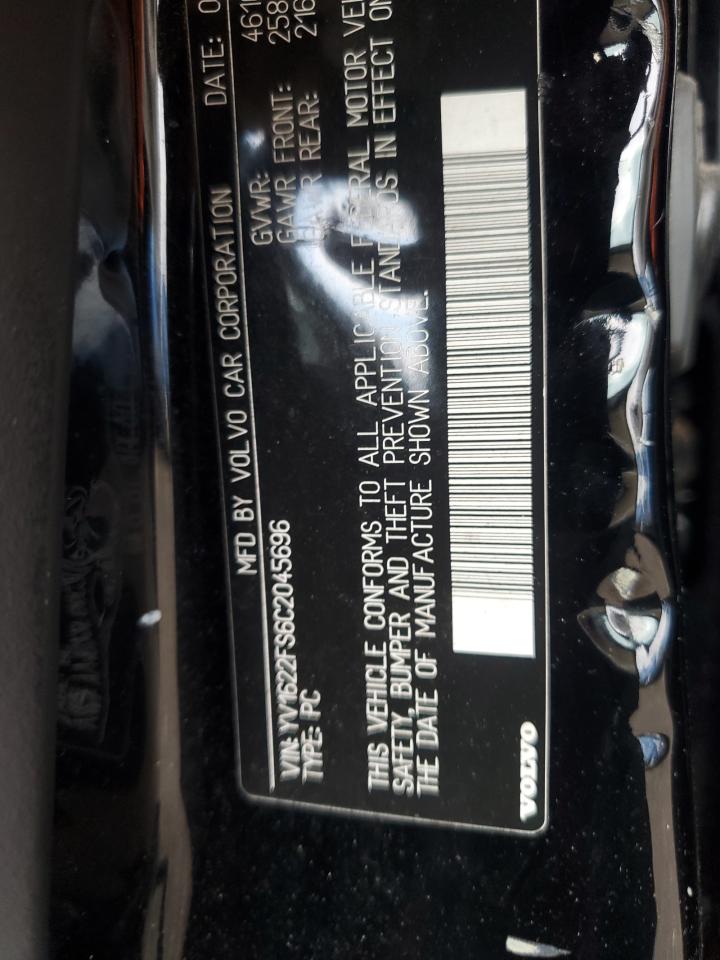 MFD BY VOLVO CAR CORPORATION DATE: 0
VIN: YV1622FS6C2045696 GVWR: 461
TYPE: PC GAWR FRONT: 258
GAWR REAR: 216
THIS VEHICLE CONFORMS TO ALL APPLICABLE FEDERAL MOTOR VEH
SAFETY, BUMPER AND THEFT PREVENTION STANDARDS IN EFFECT ON
THE DATE OF MANUFACTURE SHOWN ABOVE.
VOLVO